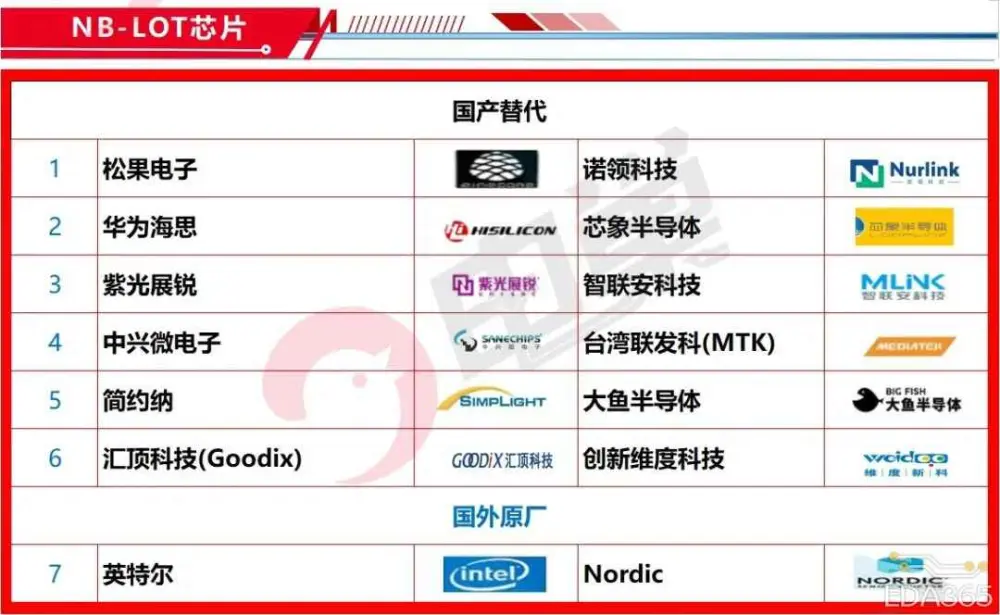 NB-LOT芯片
国产替代
1 松果电子 诺领科技 Nurlink
2 华为海思 HISILICON 芯象半导体 芯象半导体
3 紫光展锐 紫光展锐 智联安科技 MLiNK 智联安科技
4 中兴微电子 SANECHIPS 中兴微电子 台湾联发科(MTK) MEDIATEK
5 简约纳 SIMPLIGHT 大鱼半导体 BIG FISH 大鱼半导体
6 汇顶科技(Goodix) GOODiX 汇顶科技 创新维度科技 维度新科
国外原厂
7 英特尔 intel Nordic NORDIC
EDA365